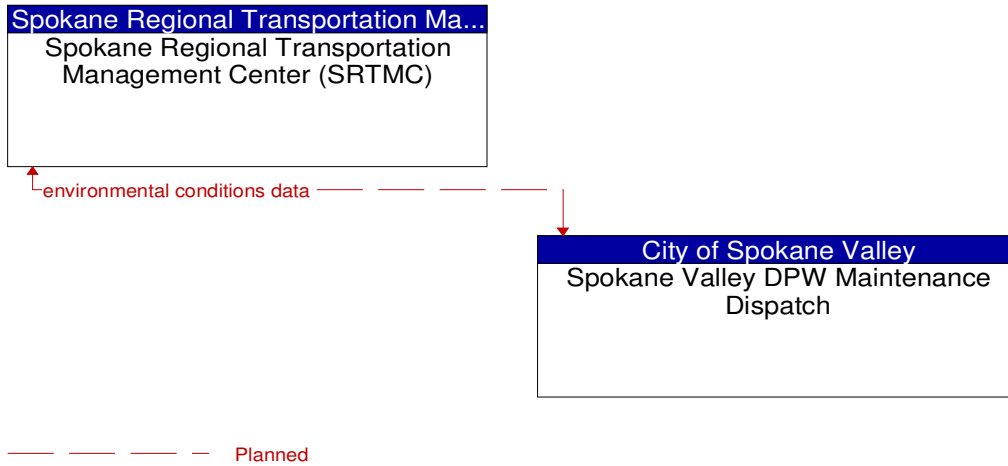 Spokane Regional Transportation Ma...
Spokane Regional Transportation
Management Center (SRTMC)
environmental conditions data
City of Spokane Valley
Spokane Valley DPW Maintenance
Dispatch
Planned